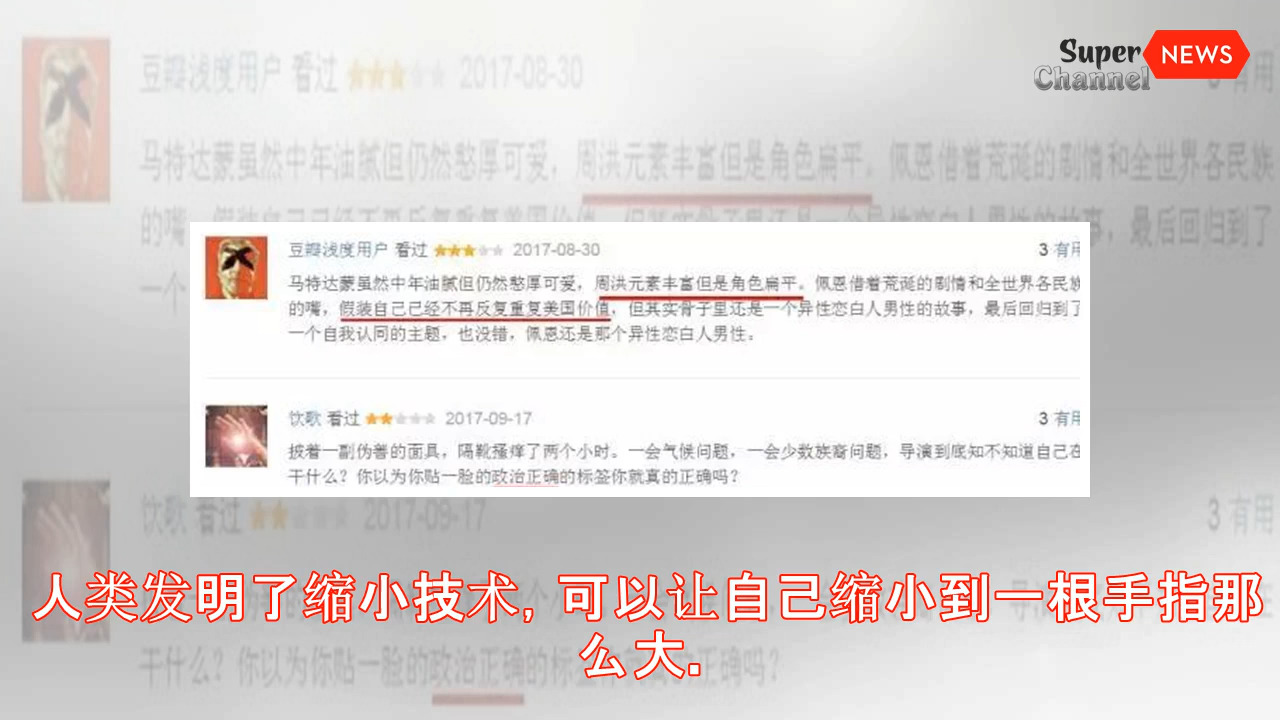 Super
Channel
NEWS
豆瓣浅度用户 看过 2017-08-30
3 有用
马特达蒙虽然中年油腻但仍然憨厚可爱，周洪元素丰富但是角色扁平。佩恩借着荒诞的剧情和全世界各民族
的嘴，假装自己已经不再反复重复美国价值，但其实骨子里还是一个异性恋白人男性的故事，最后回归到了
一个自我认同的主题，也没错，佩恩还是那个异性恋白人男性。
饮歌 看过 2017-09-17
3 有用
披着一副伪善的面具，隔靴搔痒了两个小时。一会气候问题，一会少数族裔问题，导演到底知不知道自己在
干什么？你以为你贴一脸的政治正确的标签你就真的正确吗？
人类发明了缩小技术, 可以让自己缩小到一根手指那
么大.